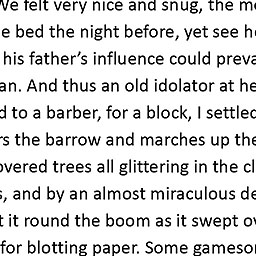 We felt very nice and snug, the m
e bed the night before, yet see h
his father's influence could prev
an. And thus an old idolator at he
d to a barber, for a block, I settled
rs the barrow and marches up the
overed trees all glittering in the cl
s, and by an almost miraculous de
t it round the boom as it swept ov
for blotting paper. Some gameso